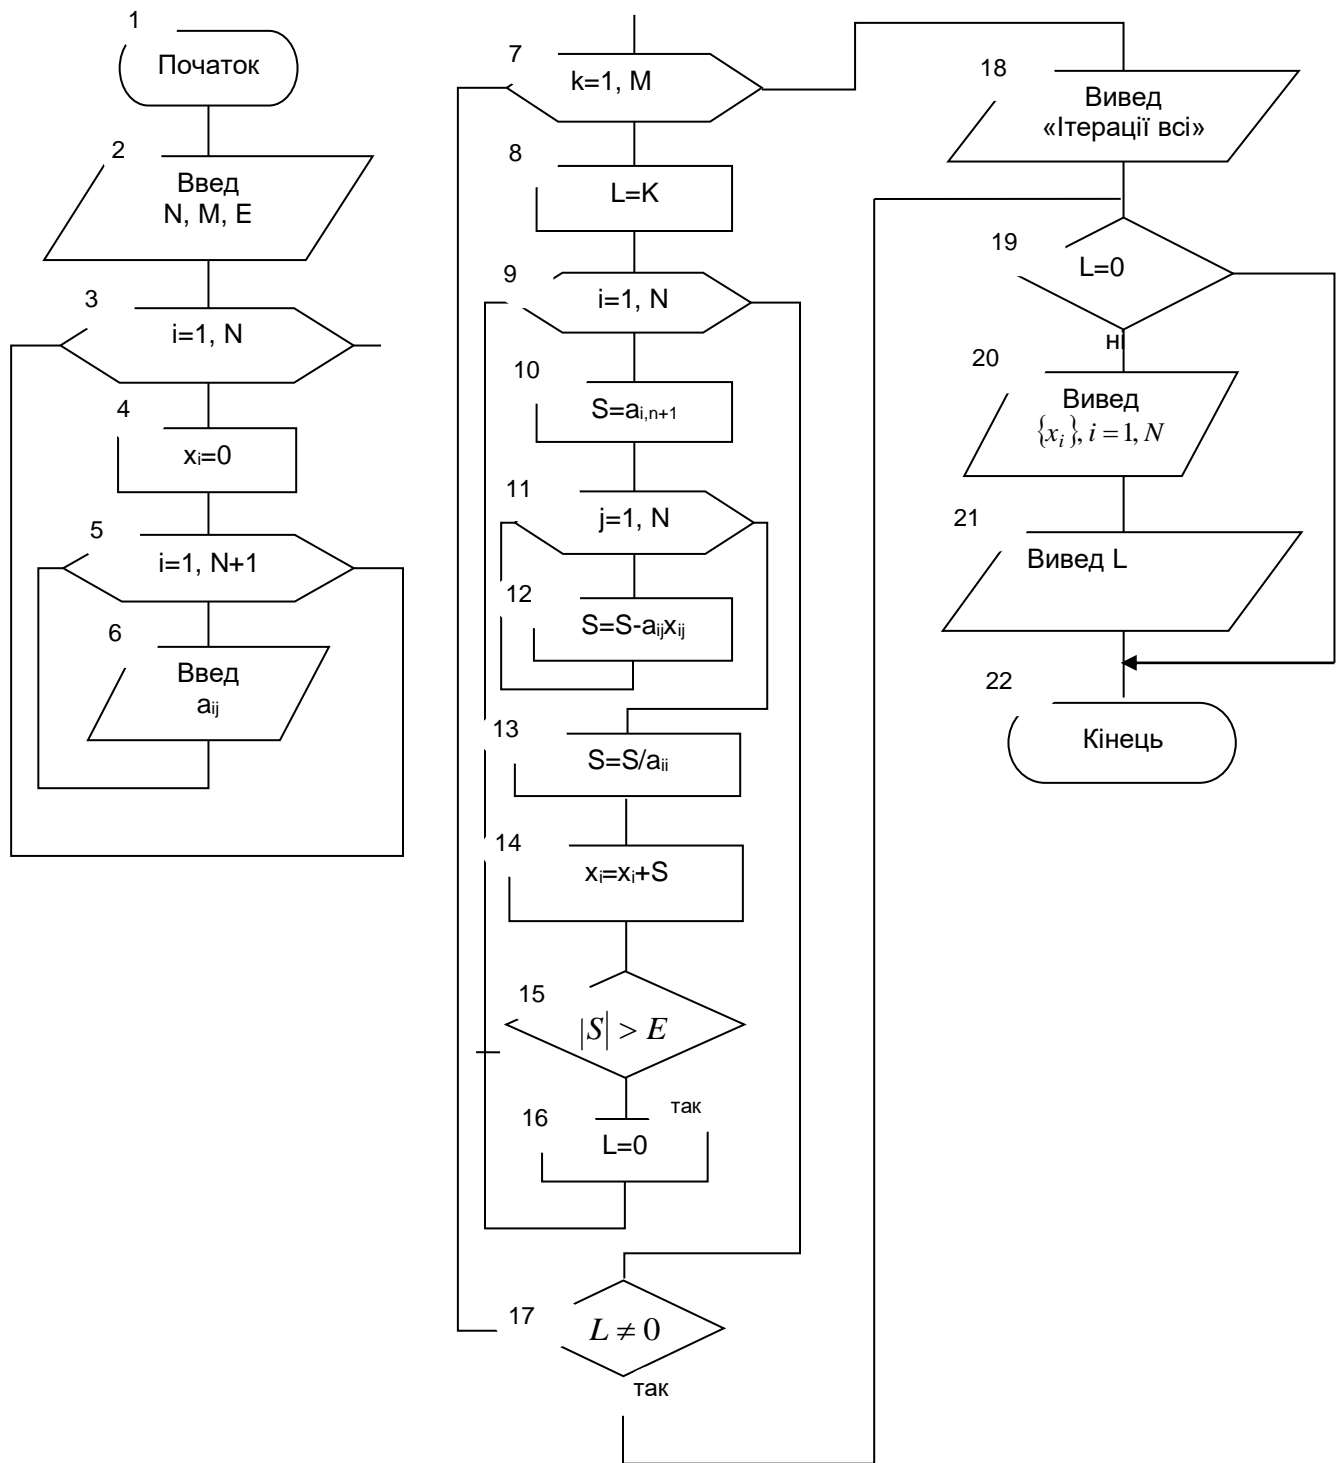 1
Початок
2
Введ
N, M, E
3
i=1, N
4
xᵢ=0
5
i=1, N+1
6
Введ
aᵢⱼ
7
k=1, M
8
L=K
9
i=1, N
10
S=aᵢ,ₙ₊₁
11
j=1, N
12
S=S-aᵢⱼxᵢⱼ
13
S=S/aᵢᵢ
14
xᵢ=xᵢ+S
15
|S| > E
16
так
L=0
17
L ≠ 0
так
18
Вивед
«Ітерації всі»
19
L=0
ні
20
Вивед
{xᵢ}, i = 1, N
21
Вивед L
22
Кінець